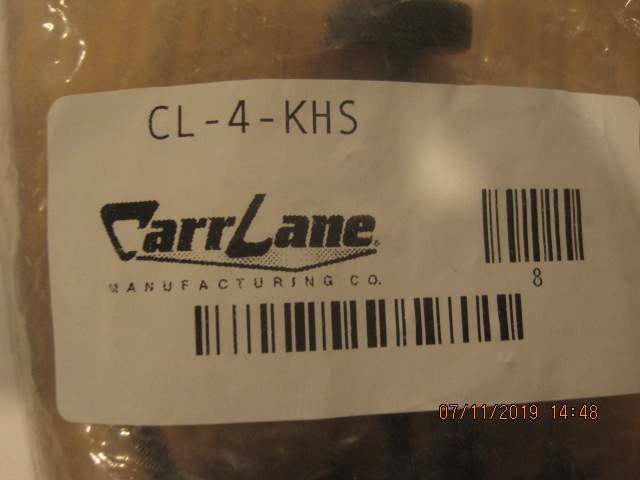 CL-4-KHS
CarrLane
MANUFACTURING CO.
8
07/11/2019 14:48